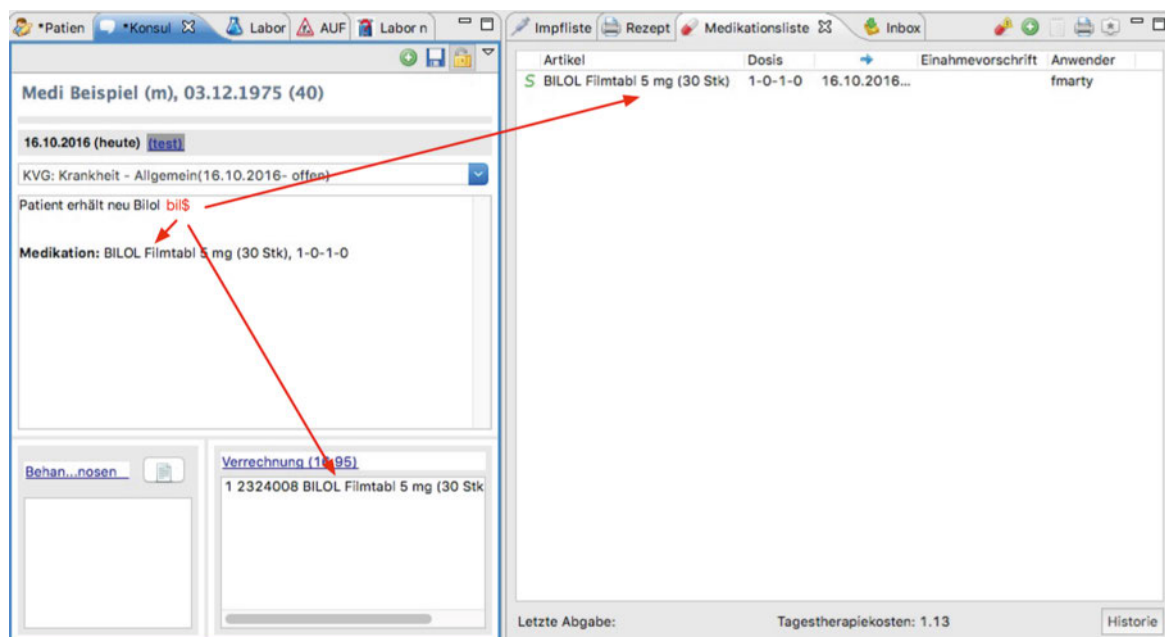 *Patien
*Konsul
Labor
AUF
Labor n
Medi Beispiel (m), 03.12.1975 (40)
16.10.2016 (heute) (test)
KVG: Krankheit - Allgemein(16.10.2016- offen)
Patient erhält neu Bilol bil$
Medikation: BILOL Filmtabl 5 mg (30 Stk), 1-0-1-0
Behan...nosen
Verrechnung (16.95)
1 2324008 BILOL Filmtabl 5 mg (30 Stk
Impfliste
Rezept
Medikationsliste
Inbox
Artikel Dosis Einahmevorschrift Anwender
S BILOL Filmtabl 5 mg (30 Stk) 1-0-1-0 16.10.2016... fmarty
Letzte Abgabe: Tagestherapiekosten: 1.13 Historie